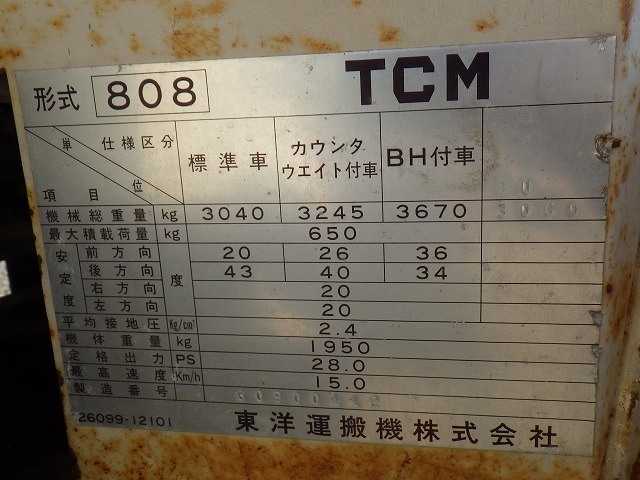 形式 808 TCM
単位 仕様区分 項目 標準車 カウンタウエイト付車 BH付車
機械総重量 kg 3040 3245 3670
最大積載荷量 kg 650
安定度 前方向 度 20 26 36
後方向 43 40 34
右方向 20
左方向 20
平均接地圧 Kg/cm² 2.4
機体重量 kg 1950
定格出力 PS 28.0
最高速度 Km/h 15.0
製造番号
26099-12101 東洋運搬機株式会社